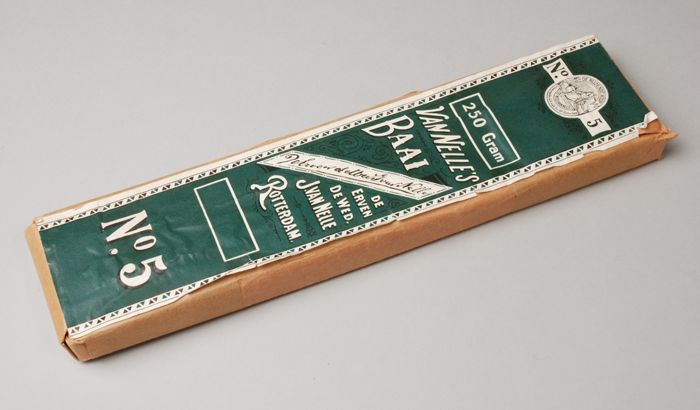 No
5
250 Gram
VAN NELLE'S
BAAI
DE
ERVEN
DE WED.
J. VAN NELLE
ROTTERDAM.
No. 5